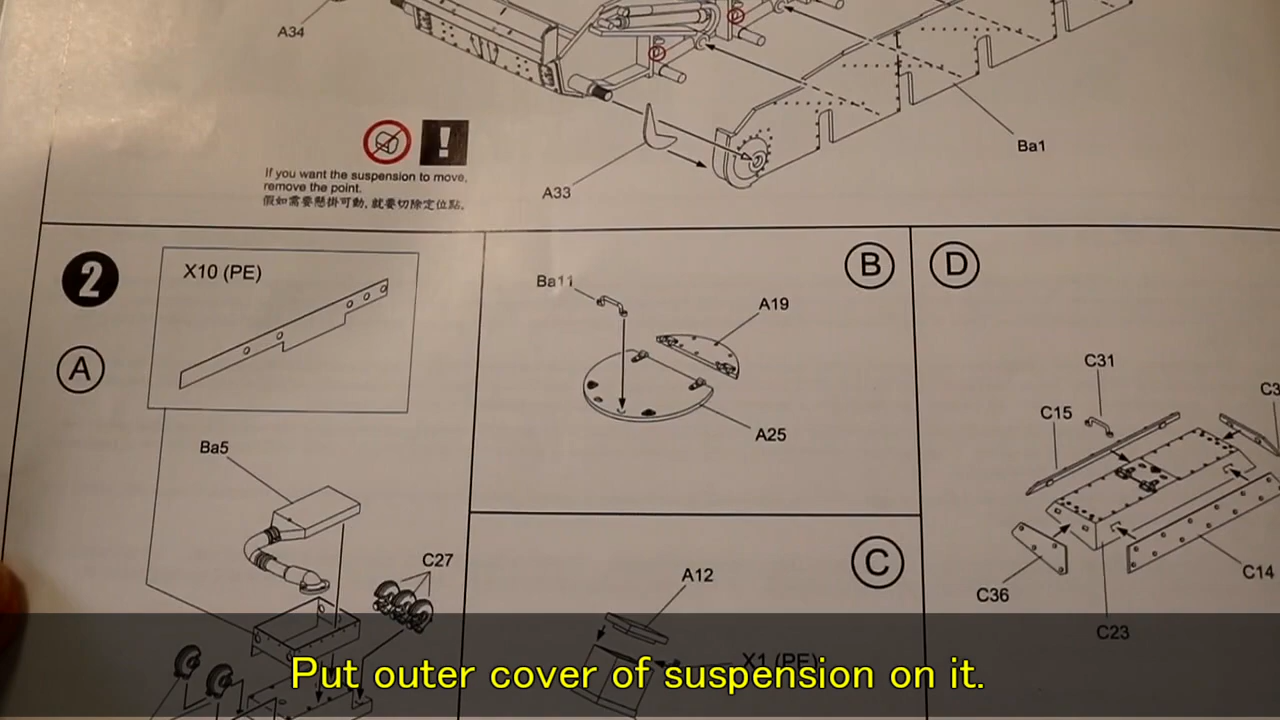 A34
If you want the suspension to move,
remove the point.
假如需要懸掛可動,就要切除定位點。
A33
Ba1
2
X10 (PE)
A
Ba5
C27
B
Ba11
A19
A25
C
A12
X1 (PE)
D
C31
C15
C3
C36
C14
C23
Put outer cover of suspension on it.